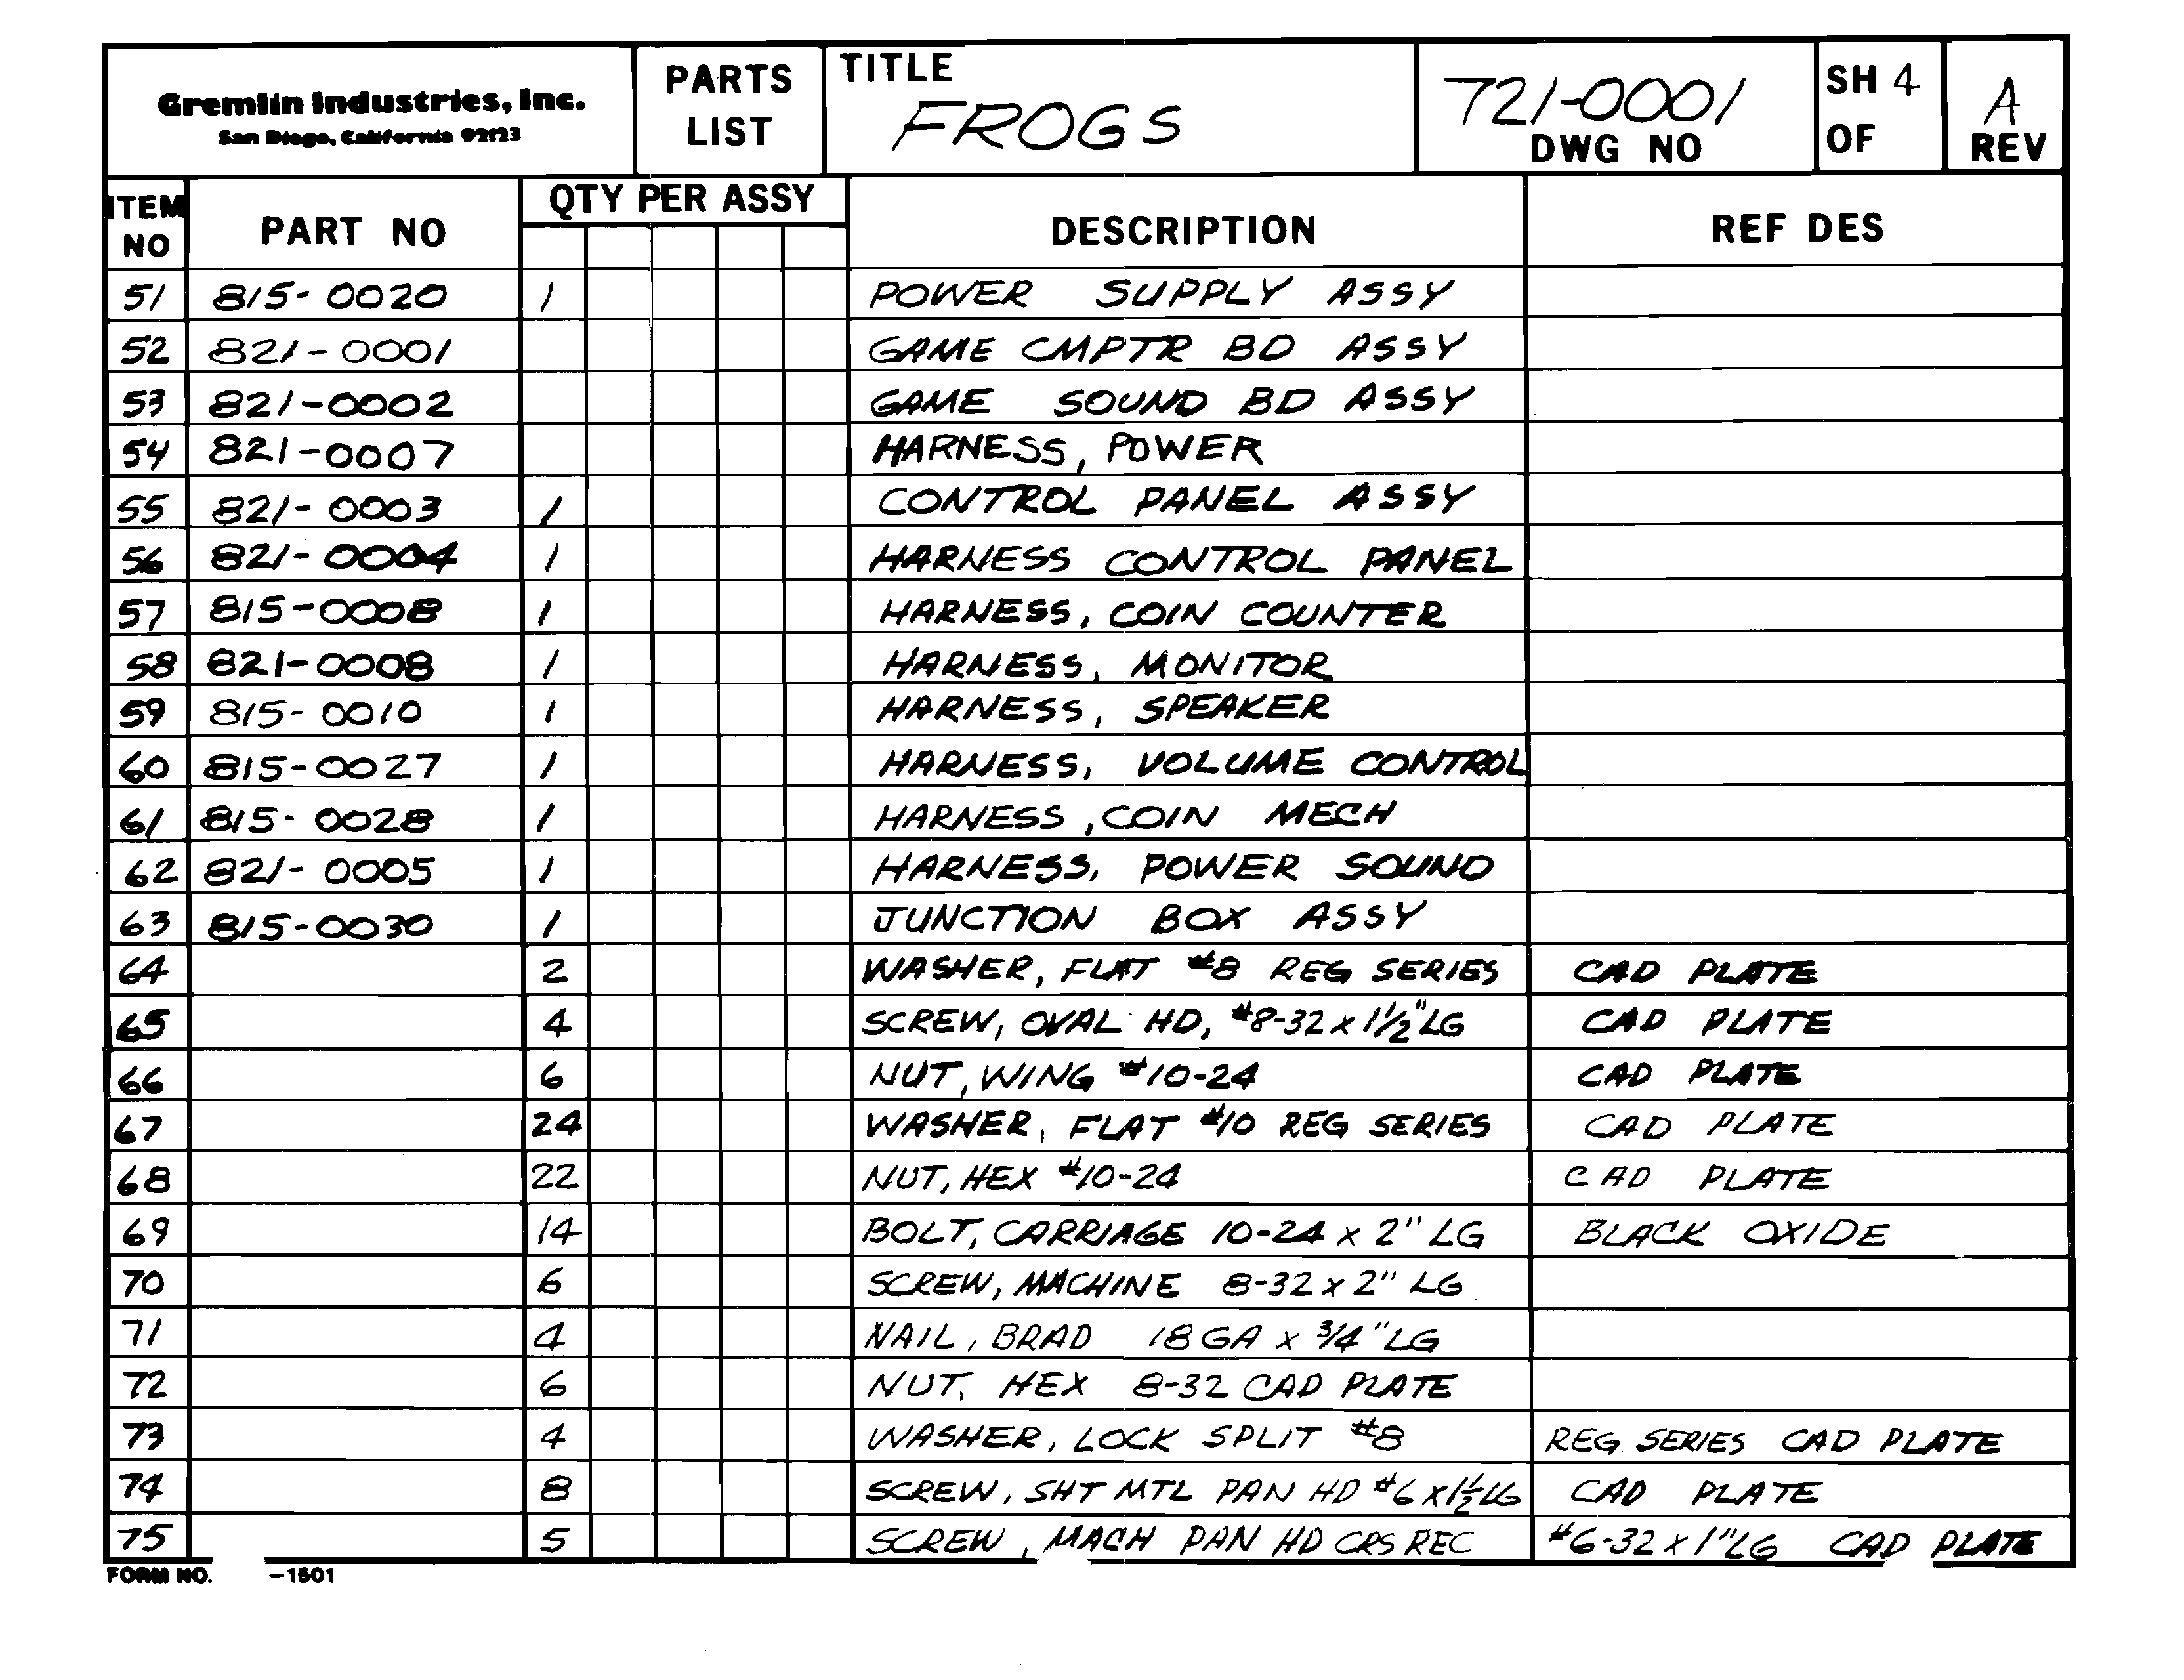 Gremlin Industries, Inc.
San Diego, California 92123
PARTS LIST
TITLE
FROGS
721-0001
DWG NO
SH 4
OF
A
REV
ITEM NO PART NO QTY PER ASSY DESCRIPTION REF DES
51 815-0020 1 POWER SUPPLY ASSY
52 821-0001 GAME CMPTR BD ASSY
53 821-0002 GAME SOUND BD ASSY
54 821-0007 HARNESS, POWER
55 821-0003 1 CONTROL PANEL ASSY
56 821-0004 1 HARNESS CONTROL PANEL
57 815-0008 1 HARNESS, COIN COUNTER
58 821-0008 1 HARNESS, MONITOR
59 815-0010 1 HARNESS, SPEAKER
60 815-0027 1 HARNESS, VOLUME CONTROL
61 815-0028 1 HARNESS, COIN MECH
62 821-0005 1 HARNESS, POWER SOUND
63 815-0030 1 JUNCTION BOX ASSY
64 2 WASHER, FLAT #8 REG SERIES CAD PLATE
65 4 SCREW, OVAL HD, #8-32 x 1 1/2" LG CAD PLATE
66 6 NUT, WING #10-24 CAD PLATE
67 24 WASHER, FLAT #10 REG SERIES CAD PLATE
68 22 NUT, HEX #10-24 CAD PLATE
69 14 BOLT, CARRIAGE 10-24 x 2" LG BLACK OXIDE
70 6 SCREW, MACHINE 8-32 x 2" LG
71 4 NAIL, BRAD 18 GA x 3/4" LG
72 6 NUT, HEX 8-32 CAD PLATE
73 4 WASHER, LOCK SPLIT #8 REG SERIES CAD PLATE
74 8 SCREW, SHT MTL PAN HD #6 x 1 1/2 LG CAD PLATE
75 5 SCREW, MACH PAN HD CRS REC #6-32 x 1" LG CAD PLATE
FORM NO. -1501